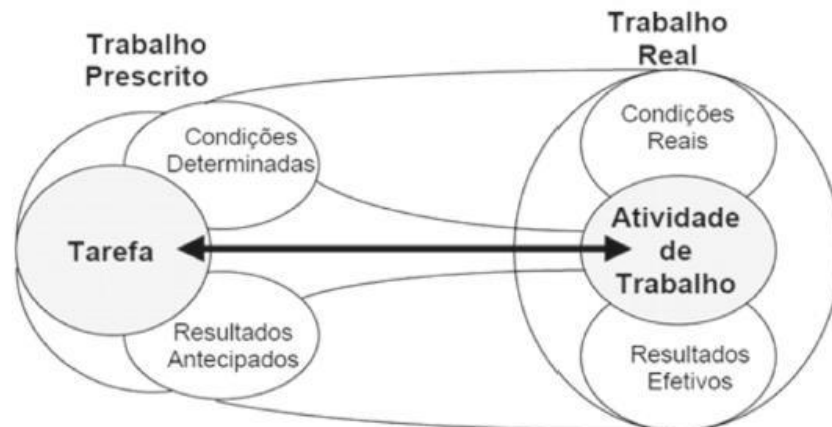 Trabalho
Prescrito
Condições
Determinadas
Tarefa
Resultados
Antecipados
Trabalho
Real
Condições
Reais
Atividade
de
Trabalho
Resultados
Efetivos